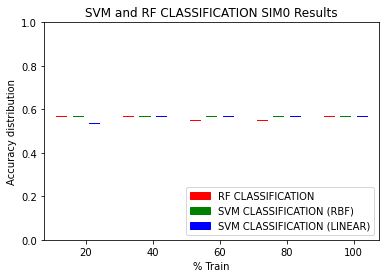 SVM and RF CLASSIFICATION SIM0 Results
Accuracy distribution
1.0
0.8
0.6
0.4
0.2
0.0
RF CLASSIFICATION
SVM CLASSIFICATION (RBF)
SVM CLASSIFICATION (LINEAR)
20 40 60 80 100
% Train